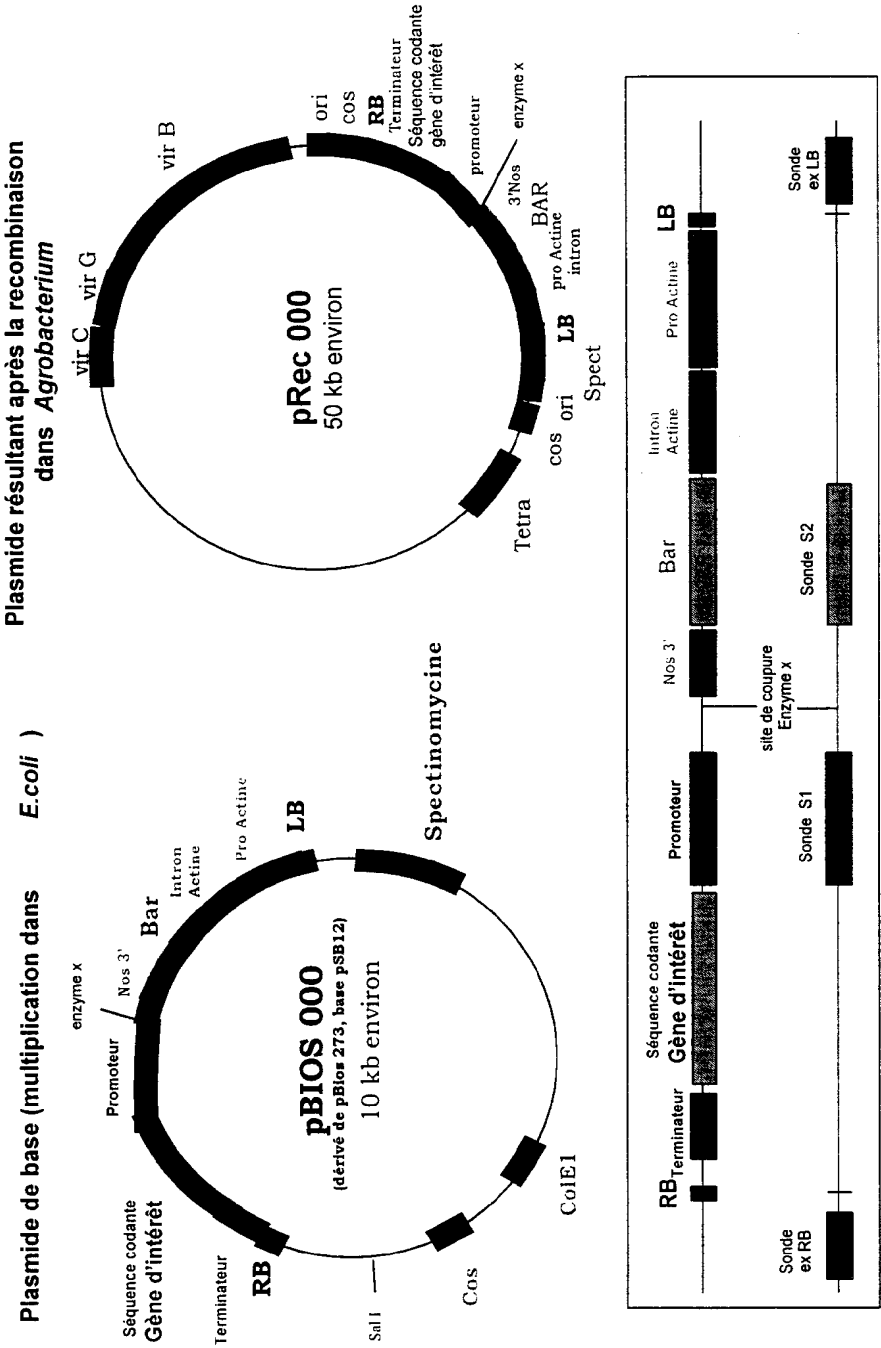 Plasmide de base (multiplication dans E.coli )
enzyme x
Promoteur
Nos 3'
Bar
Intron
Actine
Pro Actine
LB
Spectinomycine
Séquence codante
Gène d'intérêt
Terminateur
RB
Sal I
Cos
ColE1
pBIOS 000
(dérivé de pBios 273, base pSB12)
10 kb environ
Plasmide résultant après la recombinaison
dans Agrobacterium
vir C
vir G
vir B
ori
cos
RB
Terminateur
Séquence codante
gène d'intérêt
promoteur
enzyme x
3'Nos
BAR
pro Actine
intron
LB
Spect
ori
cos
Tetra
pRec 000
50 kb environ
RB
Terminateur
Séquence codante
Gène d'intérêt
Promoteur
Nos 3'
Bar
Intron
Actine
Pro Actine
LB
site de coupure
Enzyme x
Sonde
ex RB
Sonde S1
Sonde S2
Sonde
ex LB